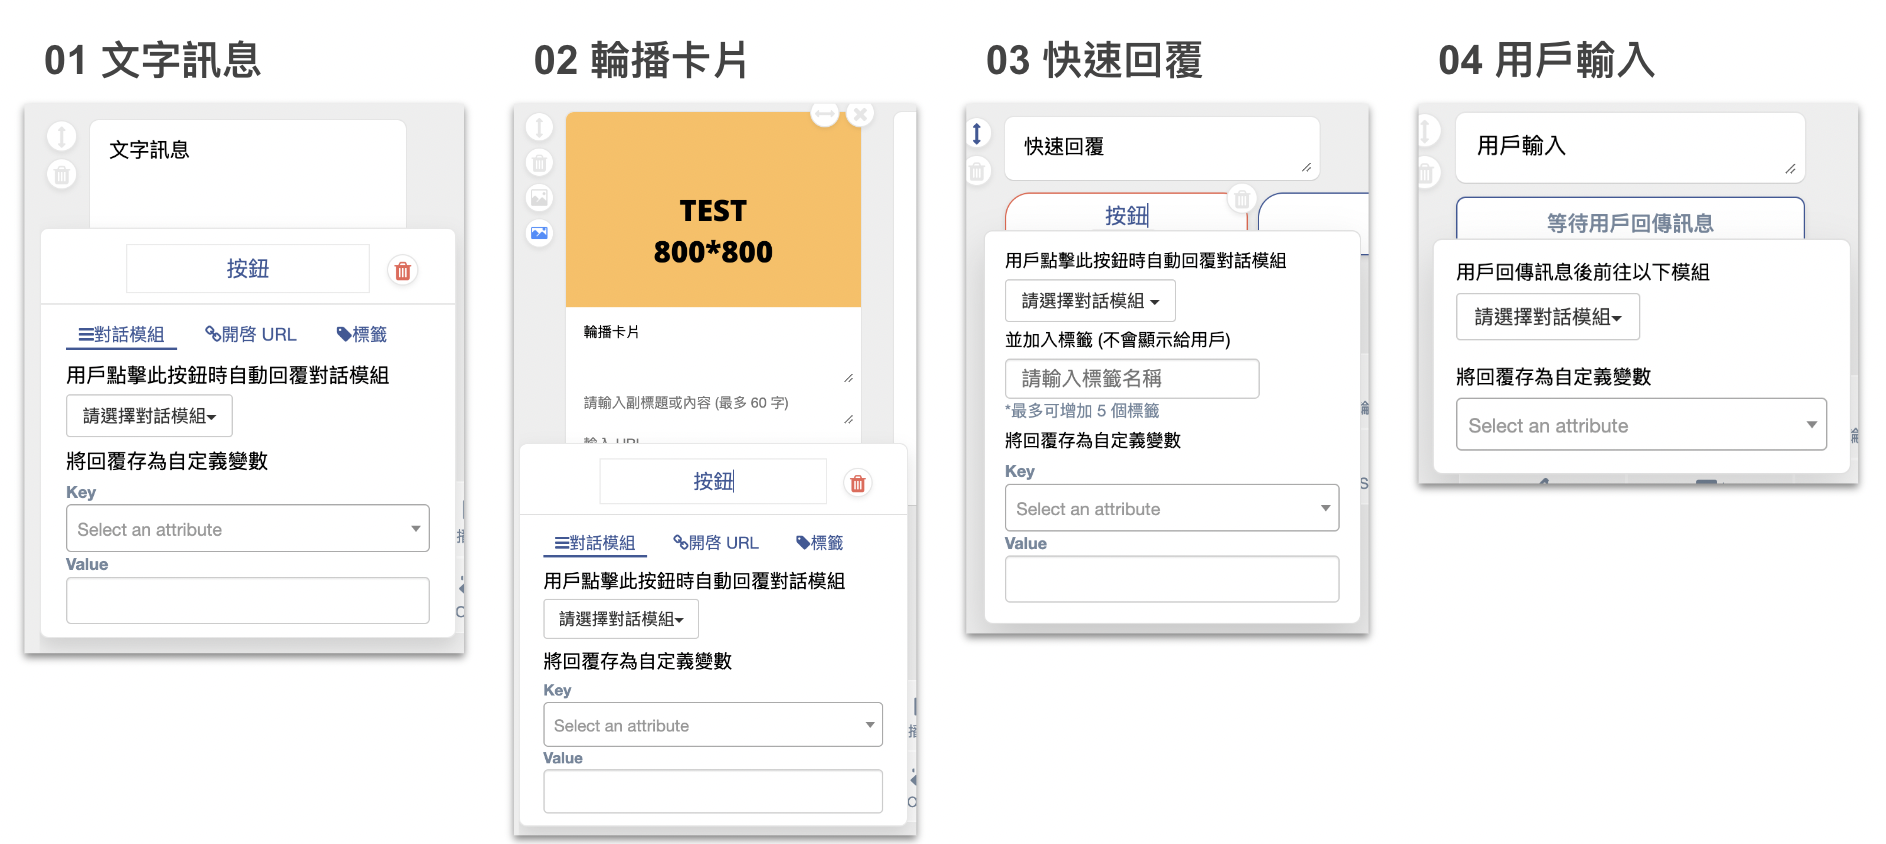 01 文字訊息
文字訊息
按鈕
對話模組
開啓 URL
標籤
用戶點擊此按鈕時自動回覆對話模組
請選擇對話模組
將回覆存為自定義變數
Key
Select an attribute
Value
02 輪播卡片
TEST
800*800
輪播卡片
請輸入副標題或內容 (最多 60 字)
輸入 URL
按鈕
對話模組
開啓 URL
標籤
用戶點擊此按鈕時自動回覆對話模組
請選擇對話模組
將回覆存為自定義變數
Key
Select an attribute
Value
03 快速回覆
快速回覆
按鈕
用戶點擊此按鈕時自動回覆對話模組
請選擇對話模組
並加入標籤 (不會顯示給用戶)
請輸入標籤名稱
*最多可增加 5 個標籤
將回覆存為自定義變數
Key
Select an attribute
Value
04 用戶輸入
用戶輸入
等待用戶回傳訊息
用戶回傳訊息後前往以下模組
請選擇對話模組
將回覆存為自定義變數
Select an attribute